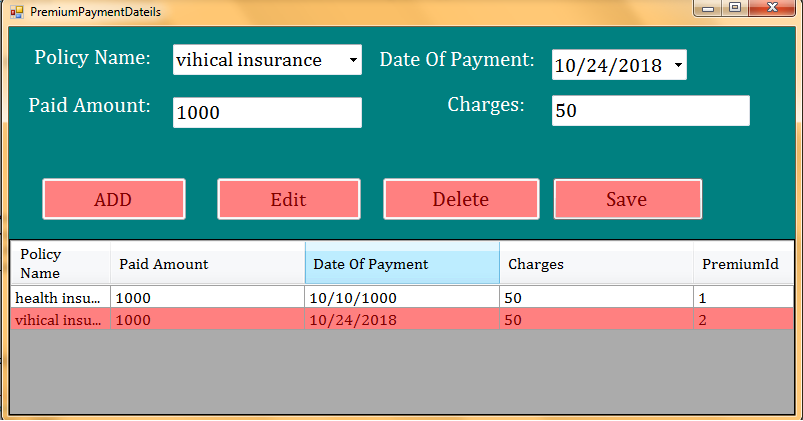 PremiumPaymentDateils
Policy Name: vihical insurance Date Of Payment: 10/24/2018
Paid Amount: 1000 Charges: 50
ADD Edit Delete Save
Policy Name Paid Amount Date Of Payment Charges PremiumId
health insu... 1000 10/10/1000 50 1
vihical insu... 1000 10/24/2018 50 2